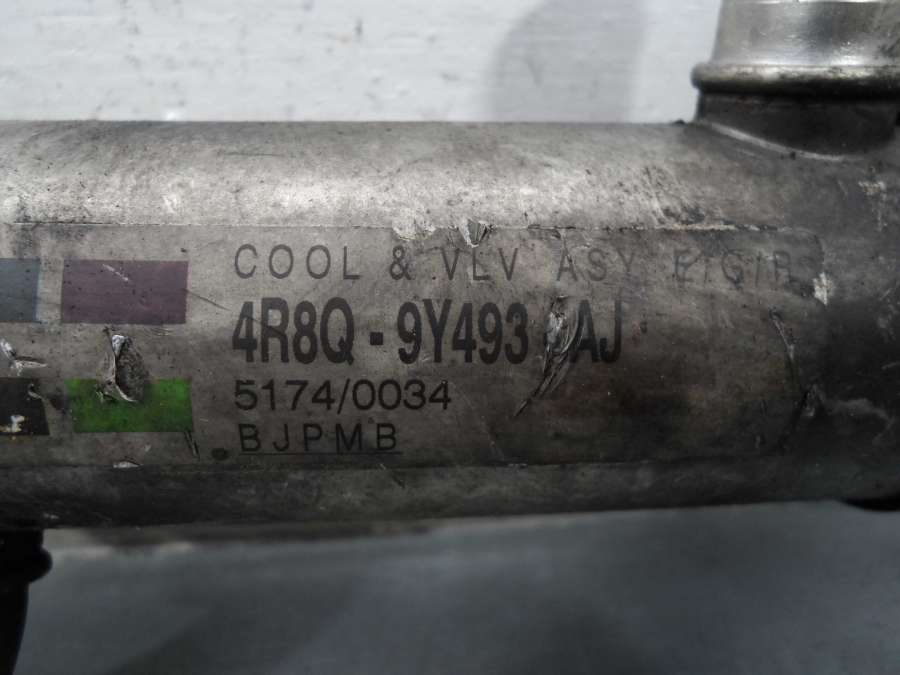 COOL & VLV ASY E/G/R
4R8Q-9Y493-AJ
5174/0034
BJPMB